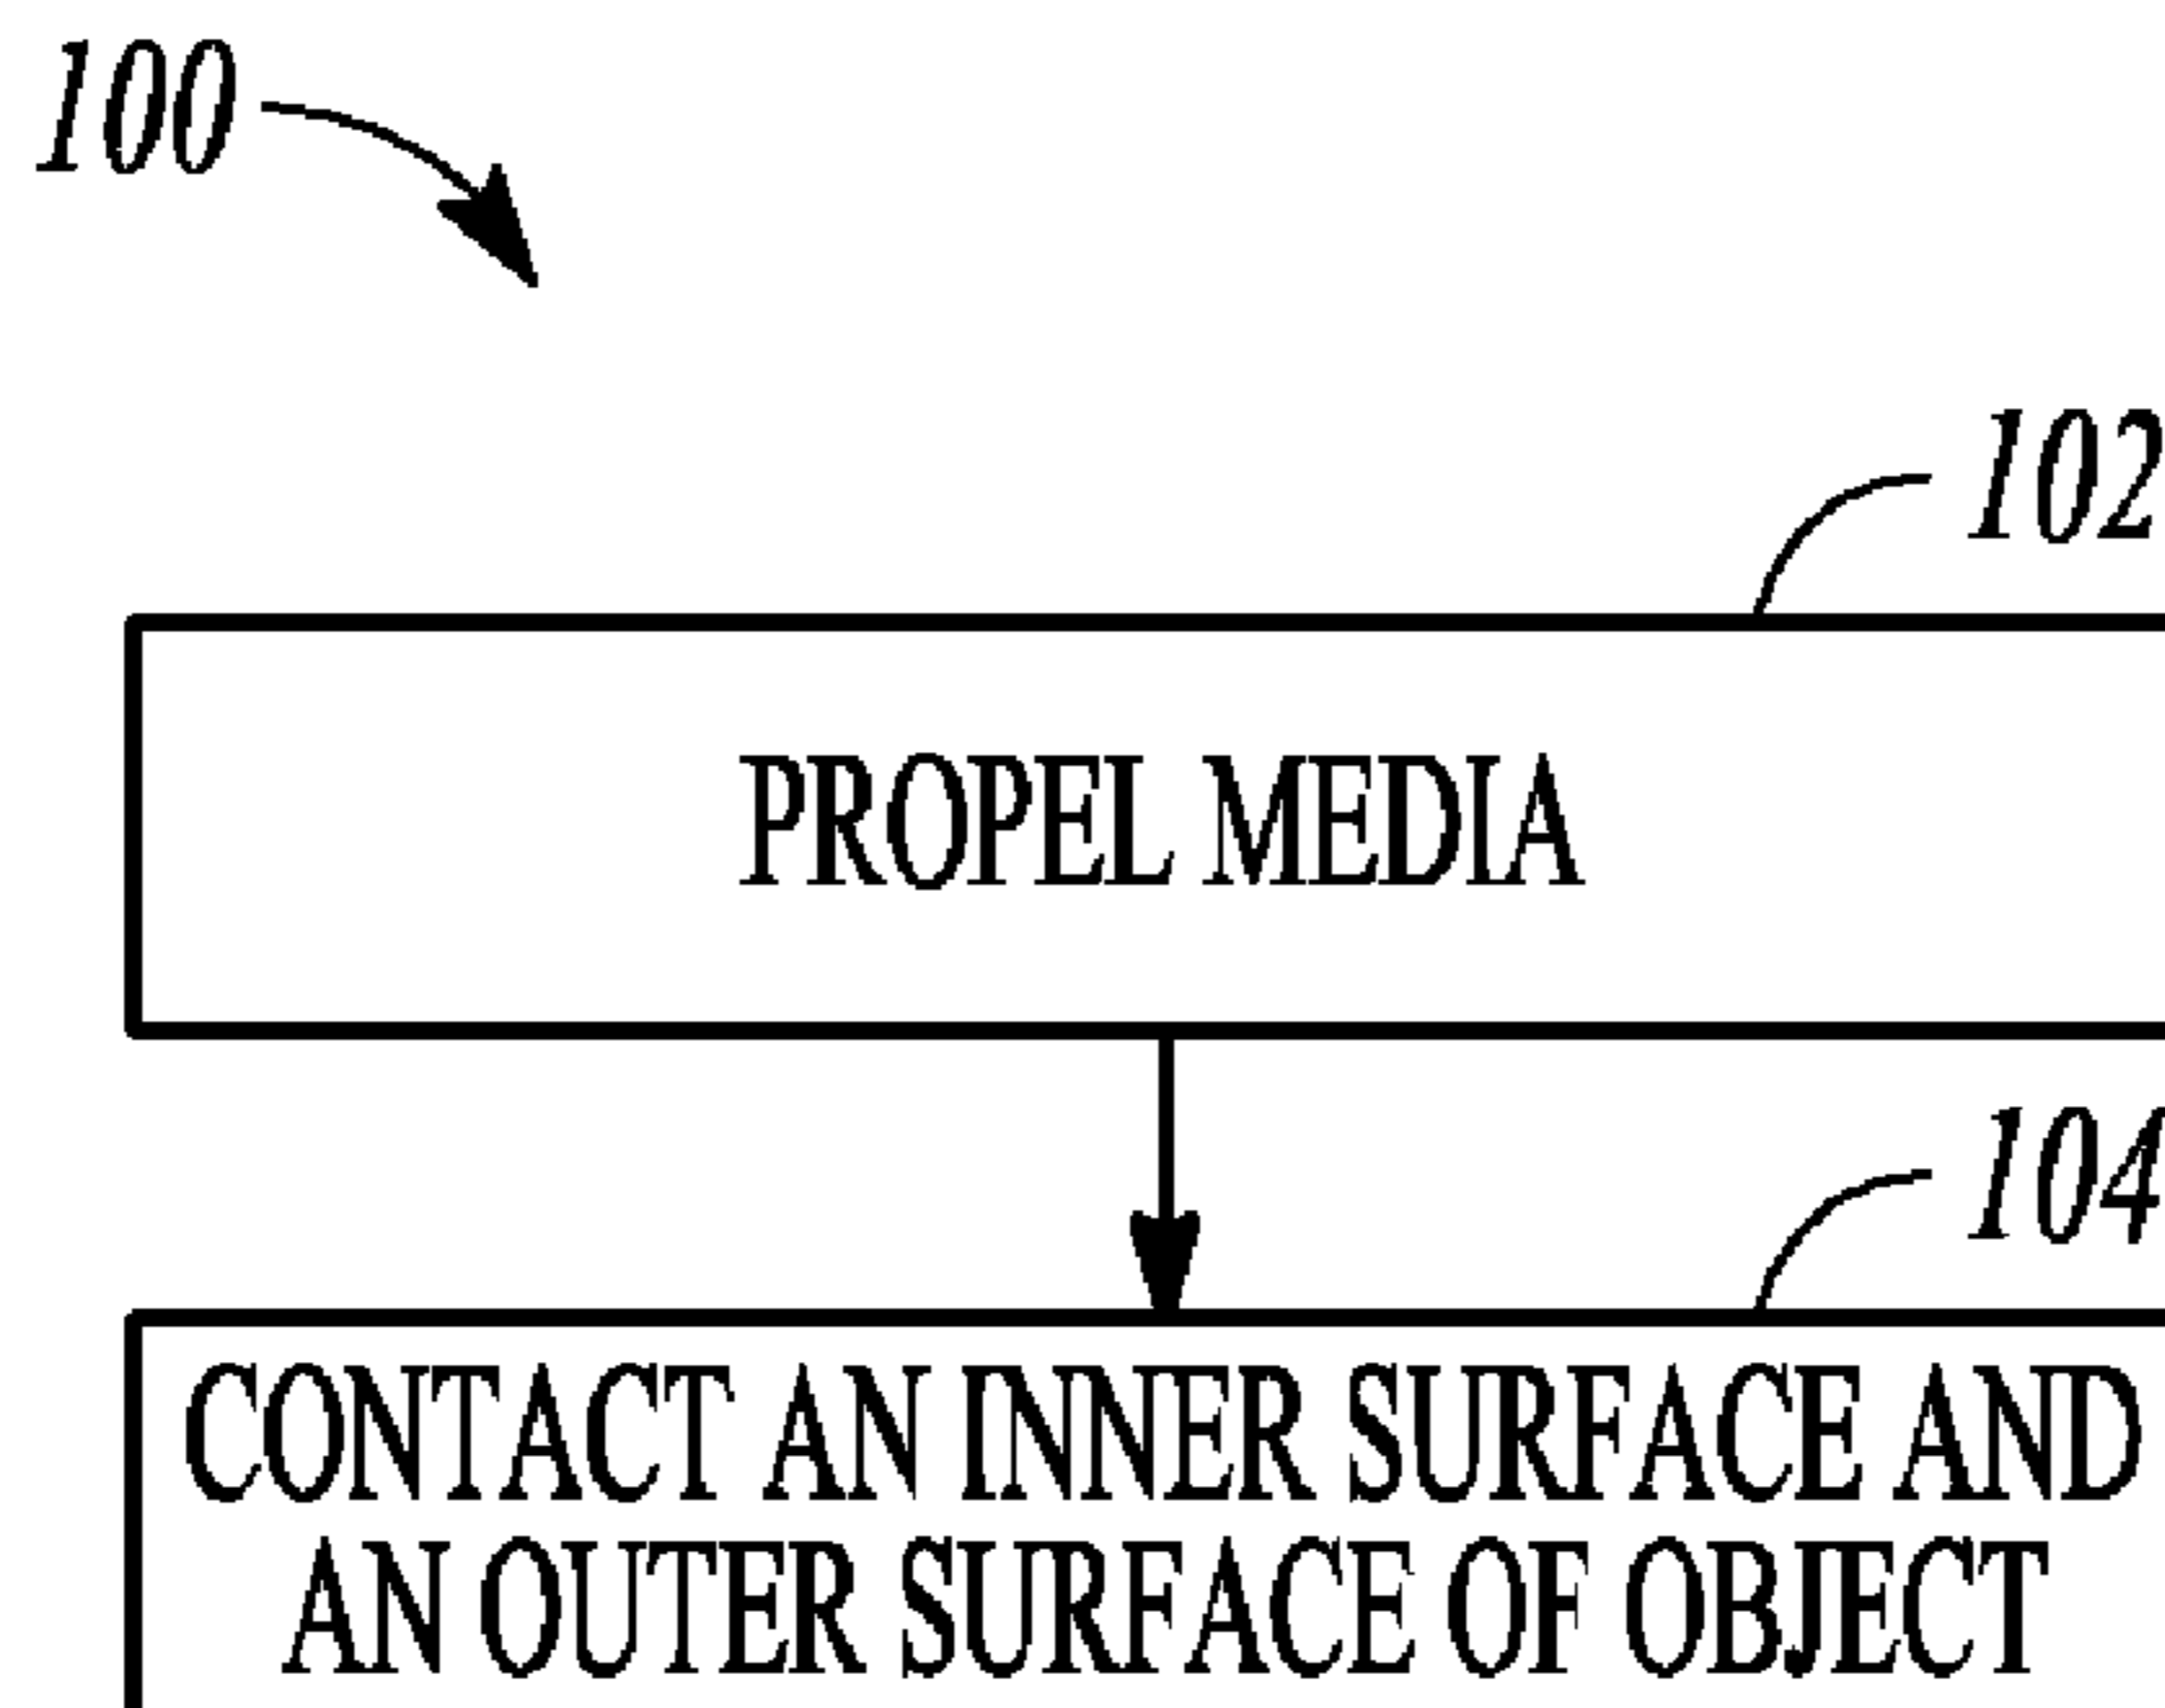 100
102
PROPEL MEDIA
104
CONTACT AN INNER SURFACE AND
AN OUTER SURFACE OF OBJECT